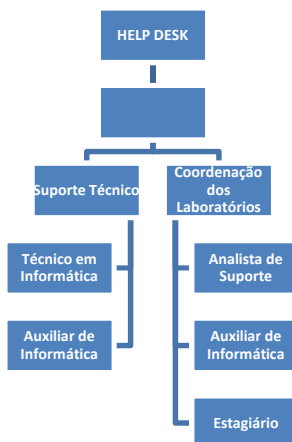 HELP DESK
Suporte Técnico
Coordenação
dos
Laboratórios
Técnico em
Informática
Auxiliar de
Informática
Analista de
Suporte
Auxiliar de
Informática
Estagiário